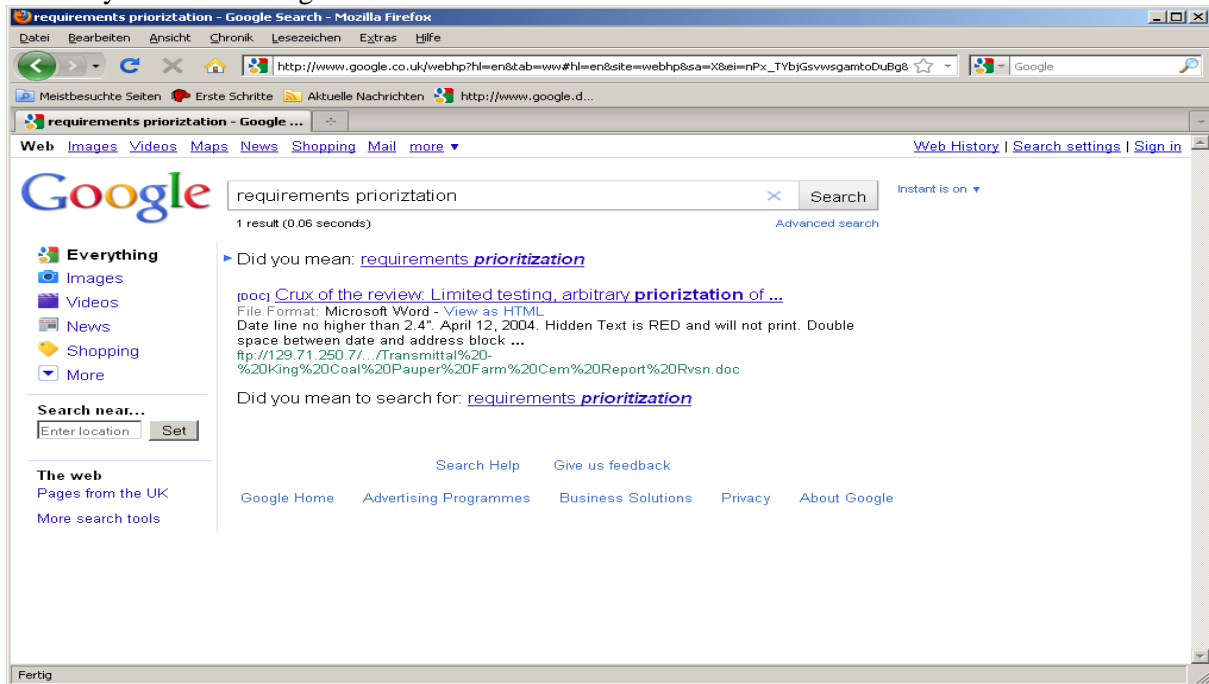 requirements prioriztation - Google Search - Mozilla Firefox
Datei Bearbeiten Ansicht Chronik Lesezeichen Extras Hilfe
http://www.google.co.uk/webhp?hl=en&tab=ww#hl=en&site=webhp&sa=X&ei=nPx_TYbjGsvwsgamtoDuBg& Google
Meistbesuchte Seiten Erste Schritte Aktuelle Nachrichten http://www.google.d...
requirements prioriztation - Google ...
Web Images Videos Maps News Shopping Mail more ▼ Web History | Search settings | Sign in
Google requirements prioriztation Search Instant is on ▼
1 result (0.06 seconds) Advanced search
Everything
Images
Videos
News
Shopping
More
Search near...
Enter location Set
The web
Pages from the UK
More search tools
Did you mean: requirements prioritization
[DOC] Crux of the review: Limited testing, arbitrary prioriztation of ...
File Format: Microsoft Word - View as HTML
Date line no higher than 2.4". April 12, 2004. Hidden Text is RED and will not print. Double
space between date and address block ...
ftp://129.71.250.7/.../Transmittal%20-
%20King%20Coal%20Pauper%20Farm%20Cem%20Report%20Rvsn.doc
Did you mean to search for: requirements prioritization
Search Help Give us feedback
Google Home Advertising Programmes Business Solutions Privacy About Google
Fertig